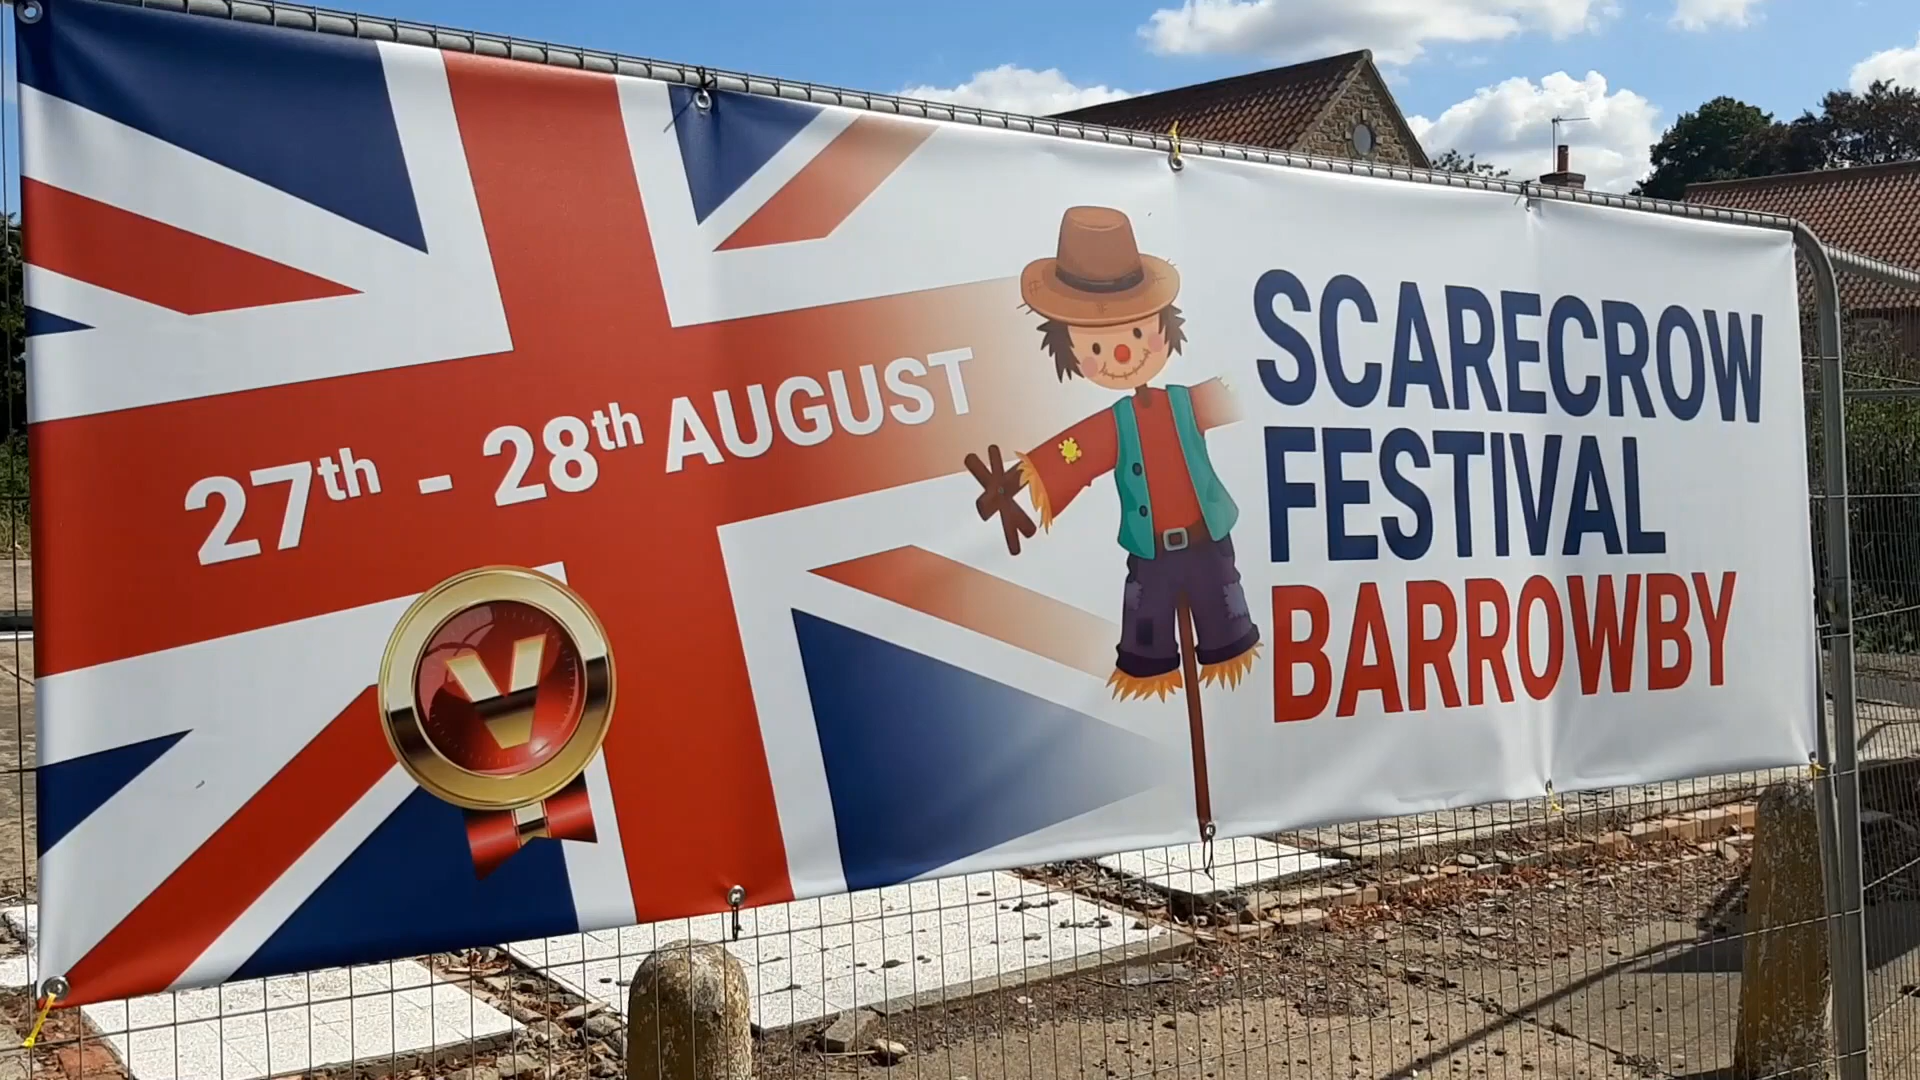 27th - 28th AUGUST
V
SCARECROW
FESTIVAL
BARROWBY